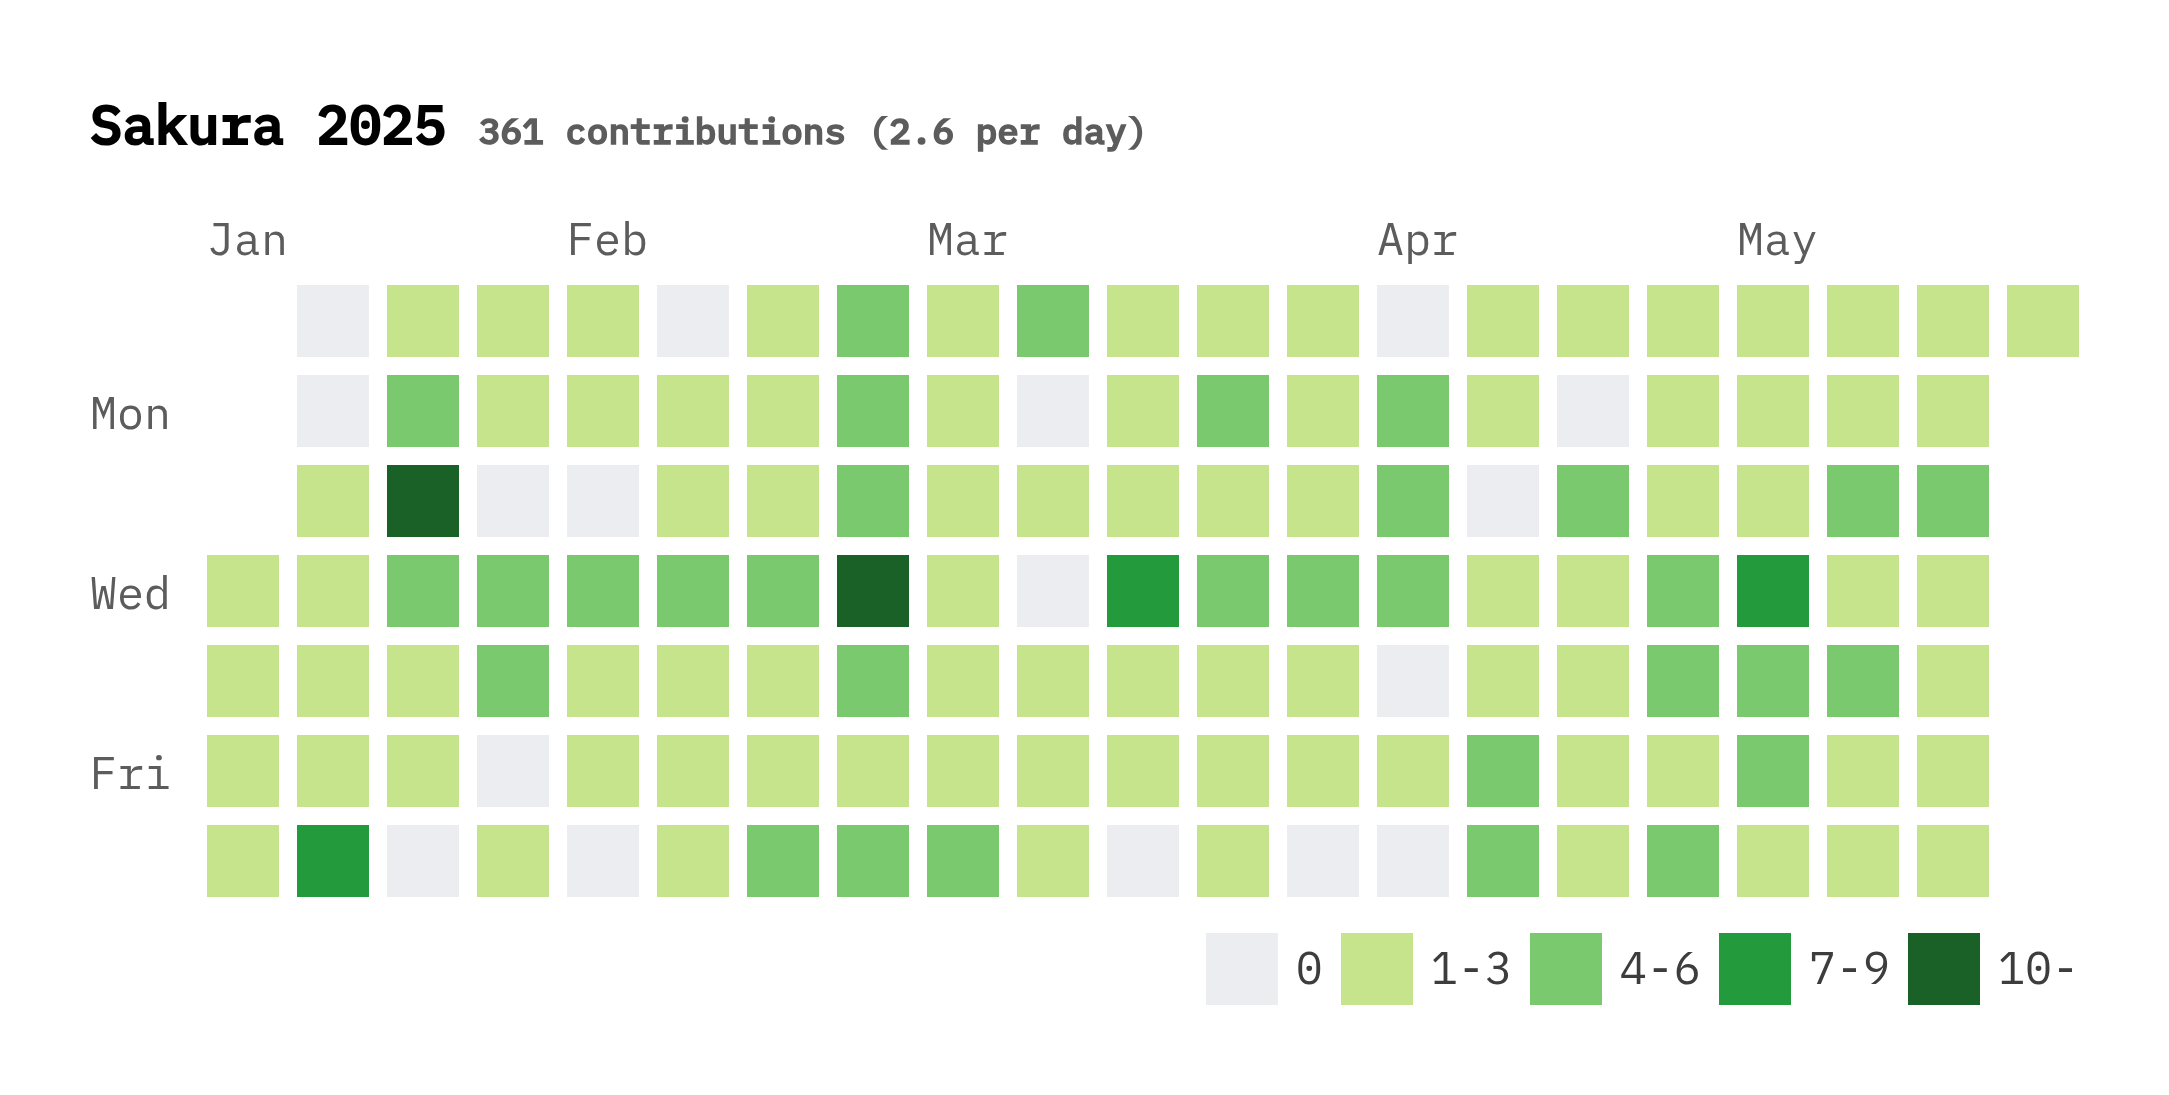 Sakura 2025 361 contributions (2.6 per day)
Jan Feb Mar Apr May
Mon
Wed
Fri
0 1-3 4-6 7-9 10-